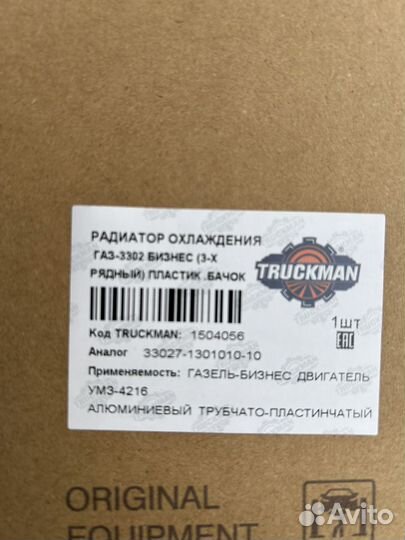 РАДИАТОР ОХЛАЖДЕНИЯ
ГАЗ-3302 БИЗНЕС (3-Х
РЯДНЫЙ) ПЛАСТИК .БАЧОК
TRUCKMAN
1шт
EAC
Код TRUCKMAN: 1504056
Аналог 33027-1301010-10
Применяемость: ГАЗЕЛЬ-БИЗНЕС ДВИГАТЕЛЬ
УМЗ-4216
АЛЮМИНИЕВЫЙ ТРУБЧАТО-ПЛАСТИНЧАТЫЙ
ORIGINAL
EQUIPMENT
Avito